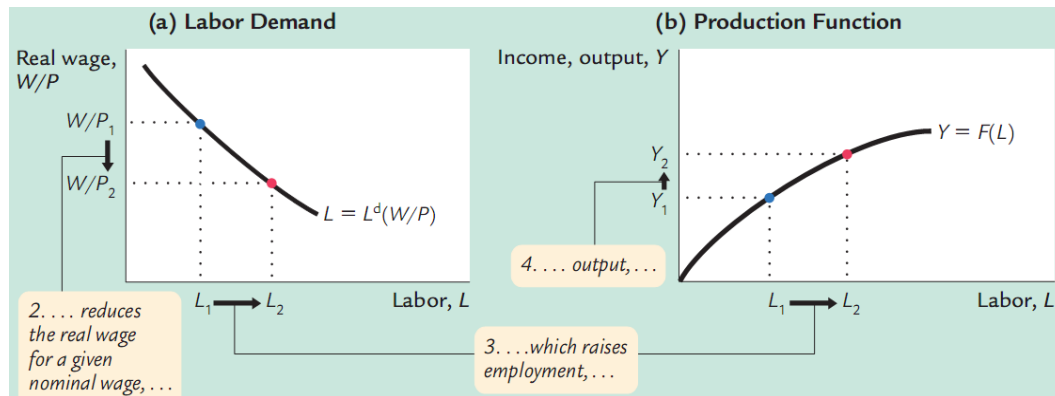 (a) Labor Demand
Real wage,
W/P
W/P₁
W/P₂
L = Lᵈ(W/P)
L₁
L₂
Labor, L
2. . . . reduces
the real wage
for a given
nominal wage, . . .
(b) Production Function
Income, output, Y
Y₂
Y₁
Y = F(L)
4. . . . output, . . .
L₁
L₂
Labor, L
3. . . .which raises
employment, . . .